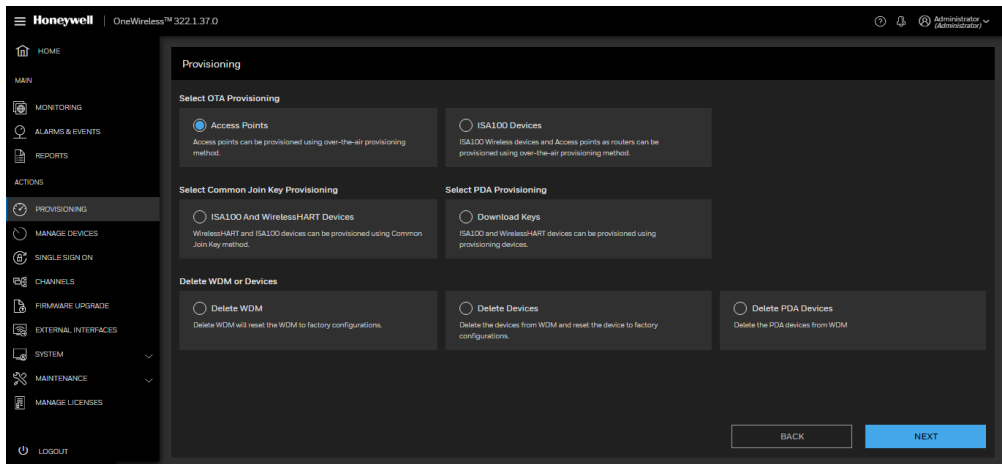 Honeywell | OneWireless™ 322.1.37.0
Administrator
(Administrator)
HOME
MAIN
MONITORING
ALARMS & EVENTS
REPORTS
ACTIONS
PROVISIONING
MANAGE DEVICES
SINGLE SIGN ON
CHANNELS
FIRMWARE UPGRADE
EXTERNAL INTERFACES
SYSTEM
MAINTENANCE
MANAGE LICENSES
LOGOUT
Provisioning
Select OTA Provisioning
Access Points
Access points can be provisioned using over-the-air provisioning
method.
ISA100 Devices
ISA100 Wireless devices and Access points as routers can be
provisioned using over-the-air provisioning method.
Select Common Join Key Provisioning
ISA100 And WirelessHART Devices
WirelessHART and ISA100 devices can be provisioned using Common
Join Key method.
Select PDA Provisioning
Download Keys
ISA100 and WirelessHART devices can be provisioned using
provisioning devices.
Delete WDM or Devices
Delete WDM
Delete WDM will reset the WDM to factory configurations.
Delete Devices
Delete the devices from WDM and reset the device to factory
configurations.
Delete PDA Devices
Delete the PDA devices from WDM
BACK
NEXT